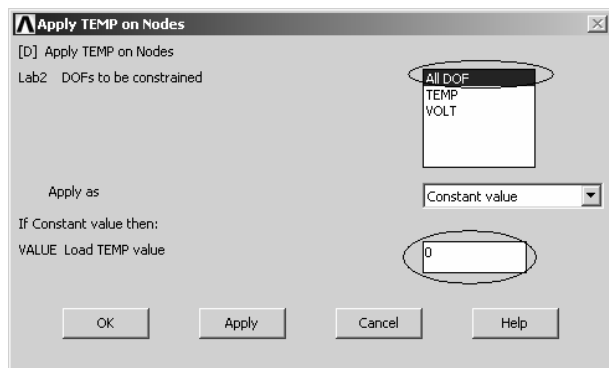 Apply TEMP on Nodes
[D] Apply TEMP on Nodes
Lab2 DOFs to be constrained
All DOF
TEMP
VOLT
Apply as
Constant value
If Constant value then:
VALUE Load TEMP value
0
OK Apply Cancel Help